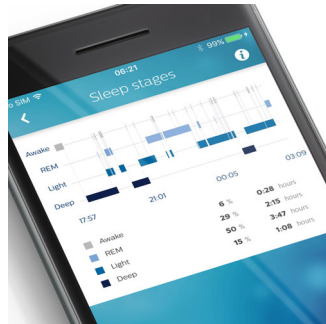 o SIM 06:21 99%
Sleep stages
Awake
REM
Light
Deep
17:57 21:01 00:05 03:09
Awake 6 % 0:28 hours
REM 29 % 2:15 hours
Light 50 % 3:47 hours
Deep 15 % 1:08 hours